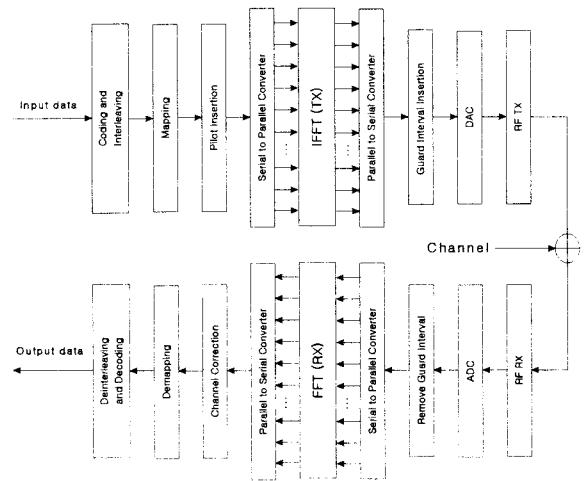 Input data
Coding and
Interleaving
Mapping
Pilot Insertion
Serial to Parallel Converter
IFFT (TX)
Parallel to Serial Converter
Guard Interval Insertion
DAC
RF TX
Channel
Output data
Deinterleaving
and Decoding
Demapping
Channel Correction
Parallel to Serial Converter
FFT (RX)
Serial to Parallel Converter
Remove Guard Interval
ADC
RF RX